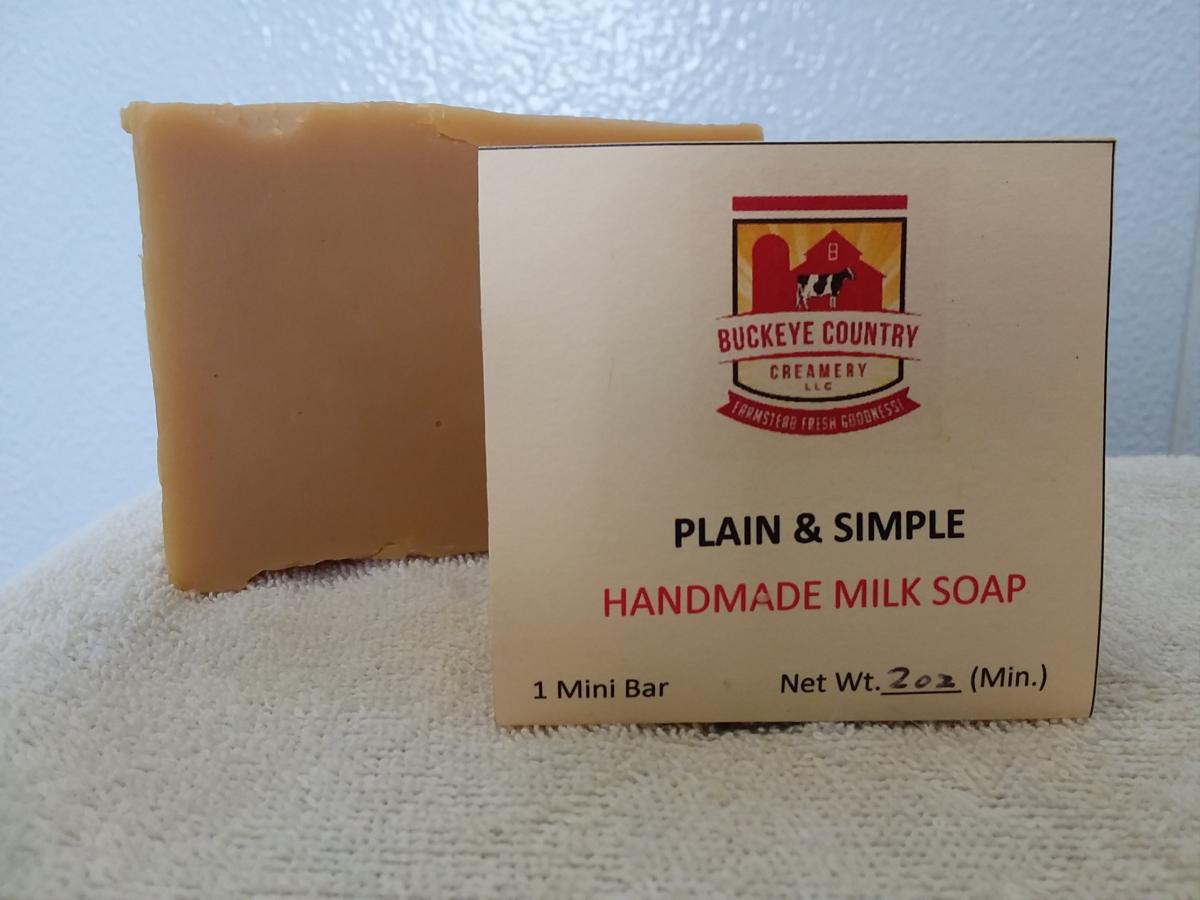 BUCKEYE COUNTRY
CREAMERY
LLC
FARMSTEAD FRESH GOODNESS!
PLAIN & SIMPLE
HANDMADE MILK SOAP
1 Mini Bar
Net Wt. 2oz (Min.)